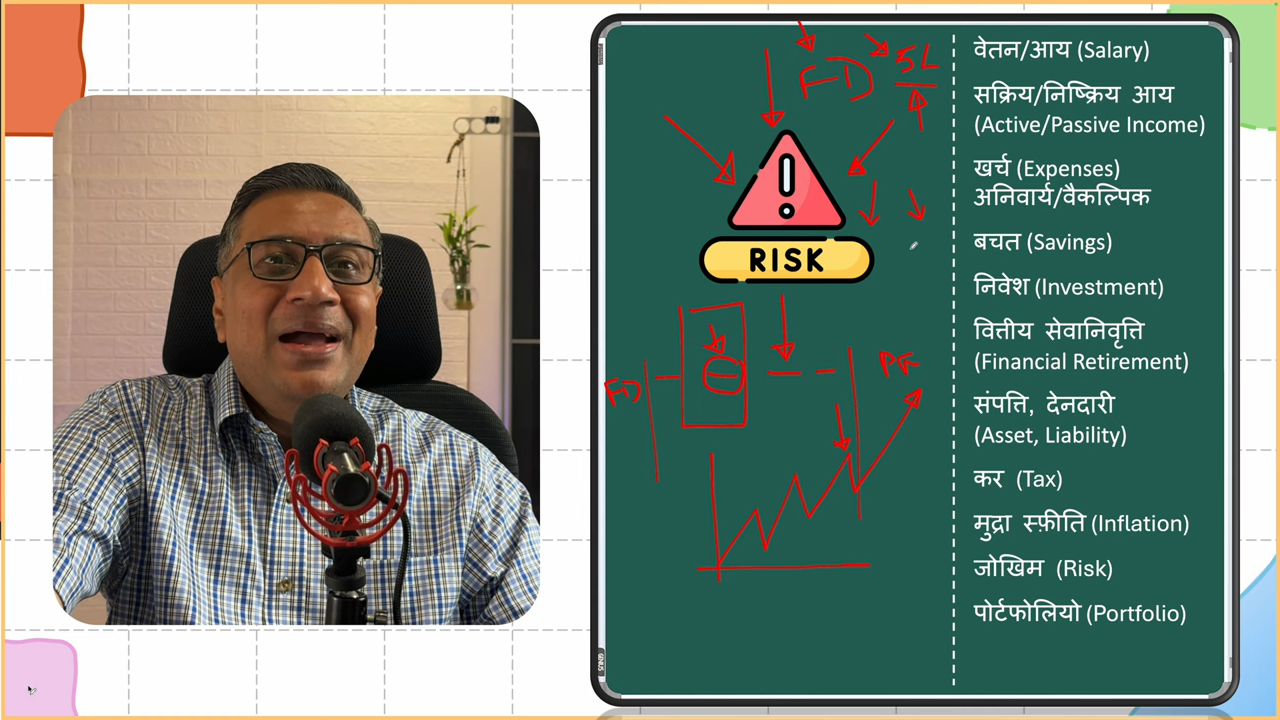 FD 5L
RISK
FD
वेतन/आय (Salary)
सक्रिय/निष्क्रिय आय
(Active/Passive Income)
खर्च (Expenses)
अनिवार्य/वैकल्पिक
बचत (Savings)
निवेश (Investment)
वित्तीय सेवानिवृत्ति
(Financial Retirement)
संपत्ति, देनदारी
(Asset, Liability)
कर (Tax)
मुद्रा स्फ़ीति (Inflation)
जोखिम (Risk)
पोर्टफोलियो (Portfolio)